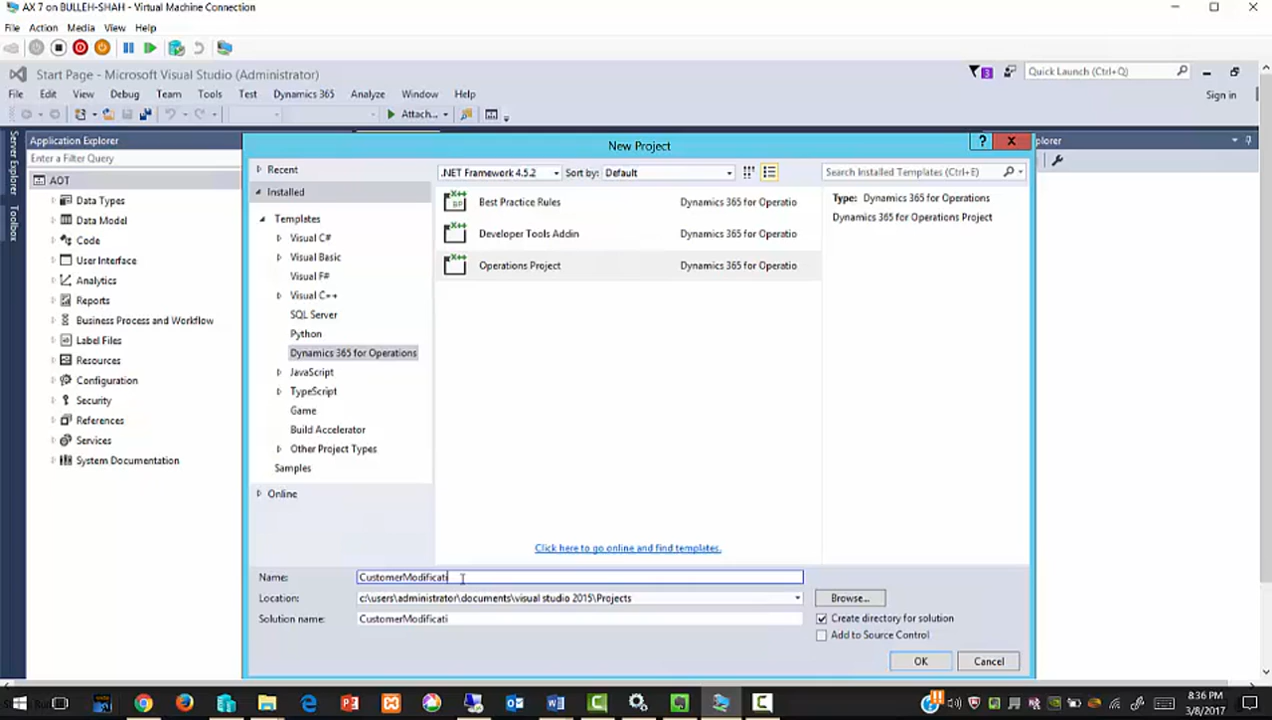 AX 7 on BULLEH-SHAH - Virtual Machine Connection
File Action Media View Help
Start Page - Microsoft Visual Studio (Administrator)
3
Quick Launch (Ctrl+Q)
File Edit View Debug Team Tools Test Dynamics 365 Analyze Window Help
Sign in
Attach...
Server Explorer
Toolbox
Application Explorer
Enter a Filter Query
AOT
Data Types
Data Model
Code
User Interface
Analytics
Reports
Business Process and Workflow
Label Files
Resources
Configuration
Security
References
Services
System Documentation
New Project
?
plorer
Recent
Installed
Templates
Visual C#
Visual Basic
Visual F#
Visual C++
SQL Server
Python
Dynamics 365 for Operations
JavaScript
TypeScript
Game
Build Accelerator
Other Project Types
Samples
Online
.NET Framework 4.5.2 Sort by: Default
Search Installed Templates (Ctrl+E)
X++ BP Best Practice Rules Dynamics 365 for Operatio
X++ Developer Tools Addin Dynamics 365 for Operatio
X++ Operations Project Dynamics 365 for Operatio
Type: Dynamics 365 for Operations
Dynamics 365 for Operations Project
Click here to go online and find templates.
Name: CustomerModificati
Location: c:\users\administrator\documents\visual studio 2015\Projects
Browse...
Solution name: CustomerModificati
Create directory for solution
Add to Source Control
OK Cancel
8:36 PM
3/8/2017